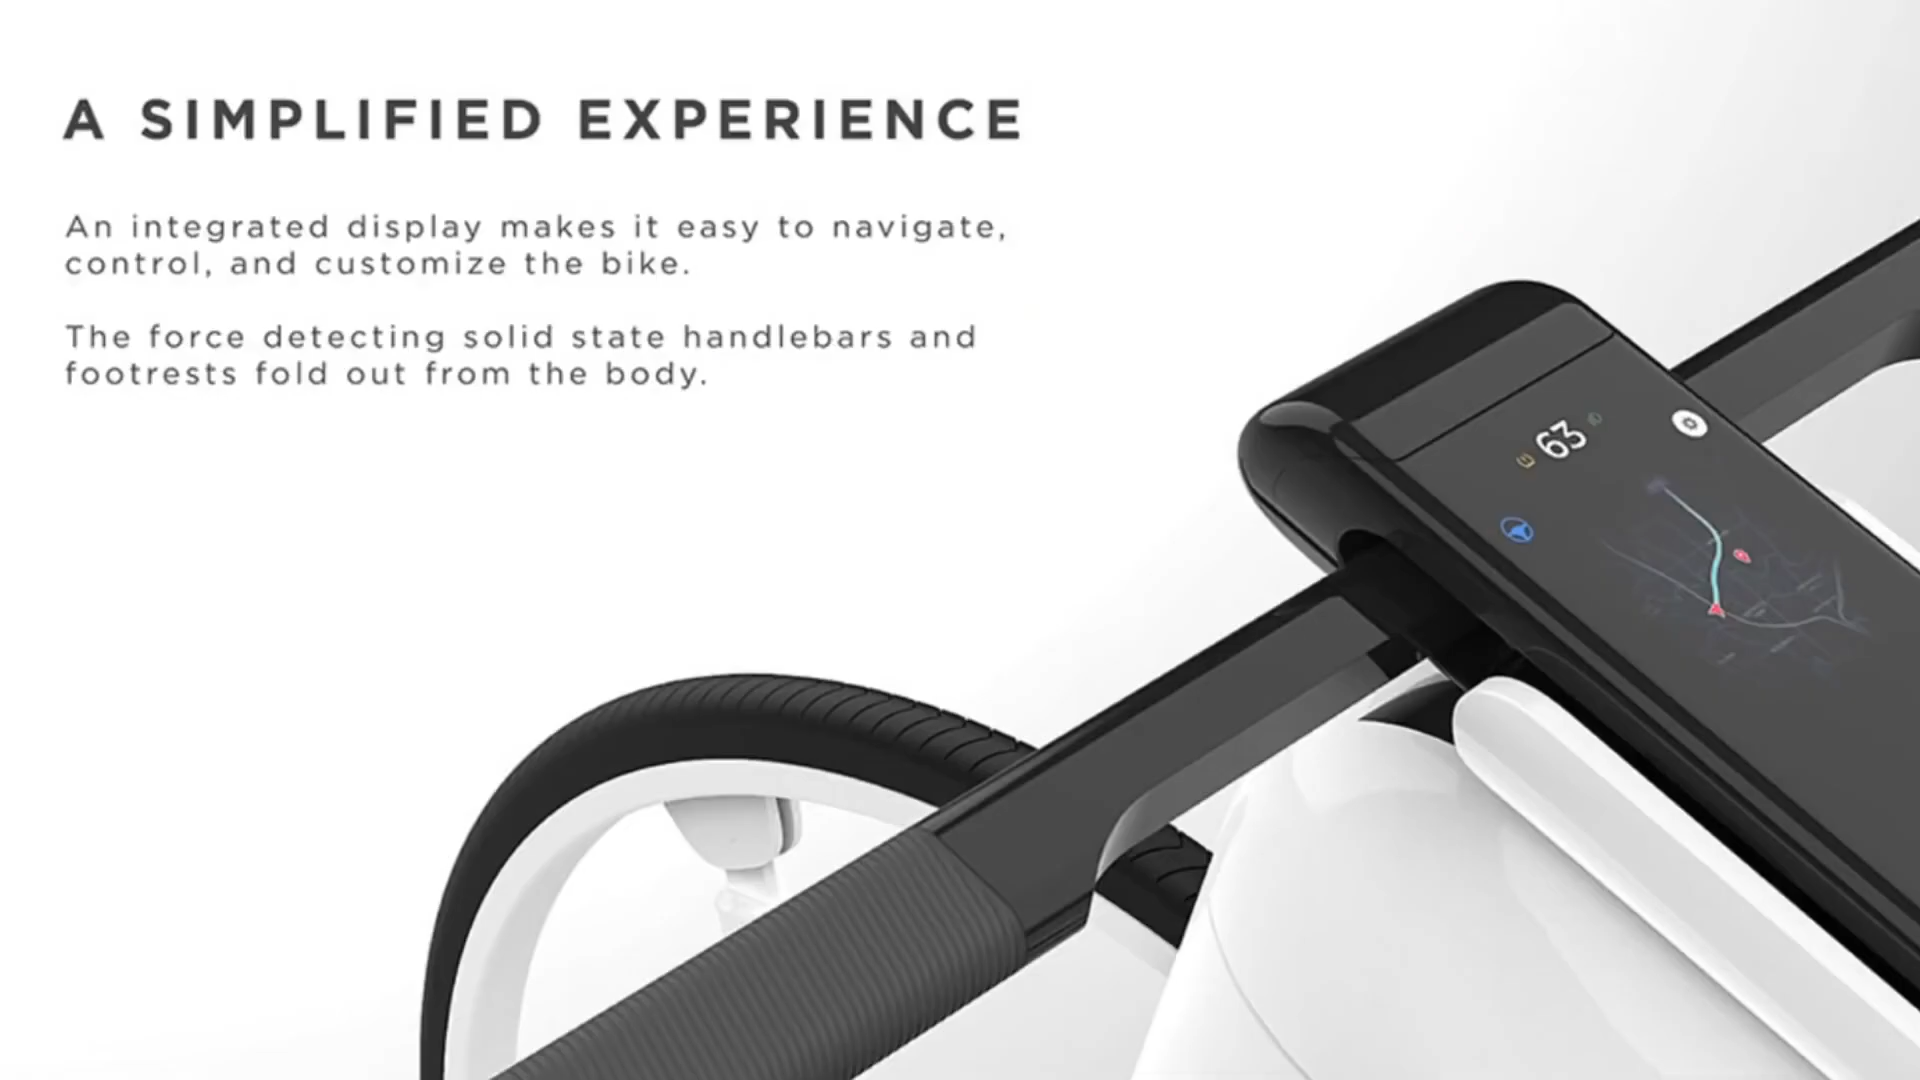 A SIMPLIFIED EXPERIENCE
An integrated display makes it easy to navigate,
control, and customize the bike.
The force detecting solid state handlebars and
footrests fold out from the body.
63